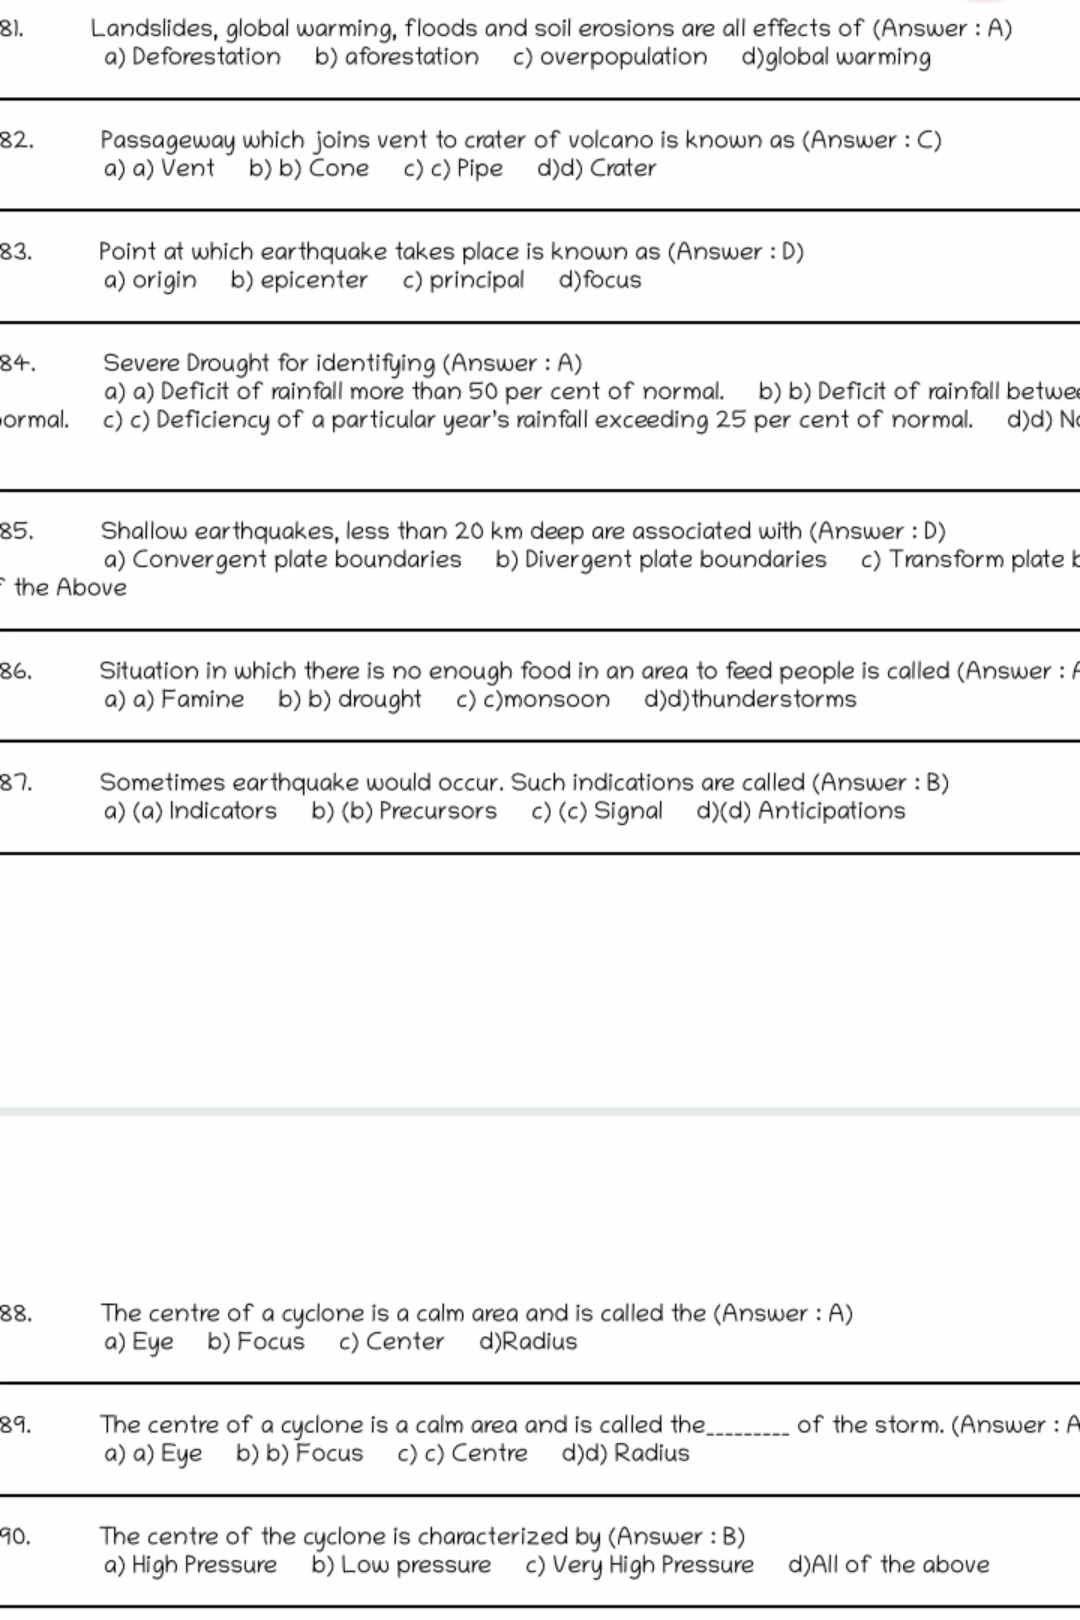 81. Landslides, global warming, floods and soil erosions are all effects of (Answer : A)
a) Deforestation b) aforestation c) overpopulation d)global warming
82. Passageway which joins vent to crater of volcano is known as (Answer : C)
a) a) Vent b) b) Cone c) c) Pipe d)d) Crater
83. Point at which earthquake takes place is known as (Answer : D)
a) origin b) epicenter c) principal d)focus
84. Severe Drought for identifying (Answer : A)
a) a) Deficit of rainfall more than 50 per cent of normal. b) b) Deficit of rainfall
c) c) Deficiency of a particular year's rainfall exceeding 25 per cent of normal. d)d)
85. Shallow earthquakes, less than 20 km deep are associated with (Answer : D)
a) Convergent plate boundaries b) Divergent plate boundaries c) Transform plate
the Above
86. Situation in which there is no enough food in an area to feed people is called (Answer : A
a) a) Famine b) b) drought c) c)monsoon d)d)thunderstorms
87. Sometimes earthquake would occur. Such indications are called (Answer : B)
a) (a) Indicators b) (b) Precursors c) (c) Signal d)(d) Anticipations
88. The centre of a cyclone is a calm area and is called the (Answer : A)
a) Eye b) Focus c) Center d)Radius
89. The centre of a cyclone is a calm area and is called the_________ of the storm. (Answer : A
a) a) Eye b) b) Focus c) c) Centre d)d) Radius
90. The centre of the cyclone is characterized by (Answer : B)
a) High Pressure b) Low pressure c) Very High Pressure d)All of the above